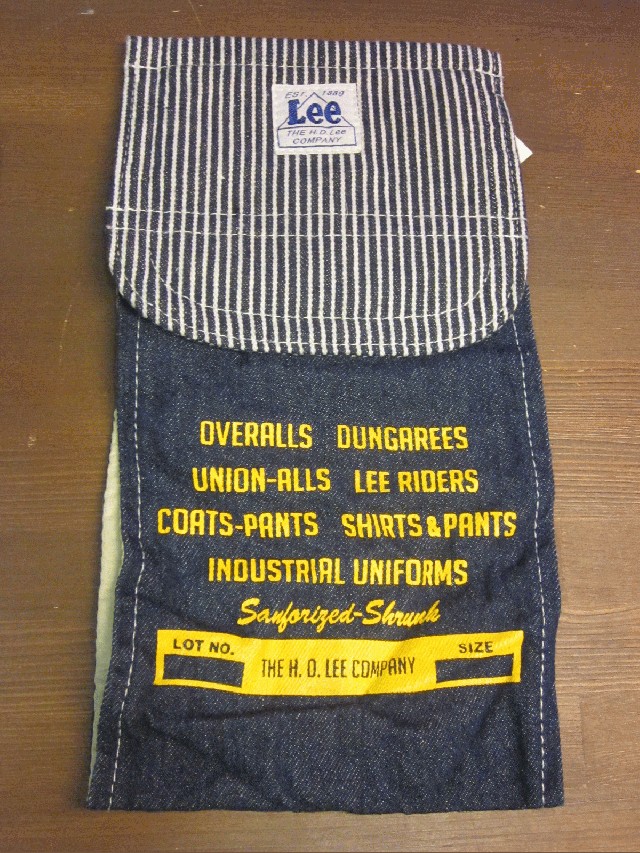 EST. 1889
Lee
THE H.D. Lee
COMPANY
OVERALLS DUNGAREES
UNION-ALLS LEE RIDERS
COATS-PANTS SHIRTS & PANTS
INDUSTRIAL UNIFORMS
Sanforized-Shrunk
LOT NO. THE H. D. LEE COMPANY SIZE